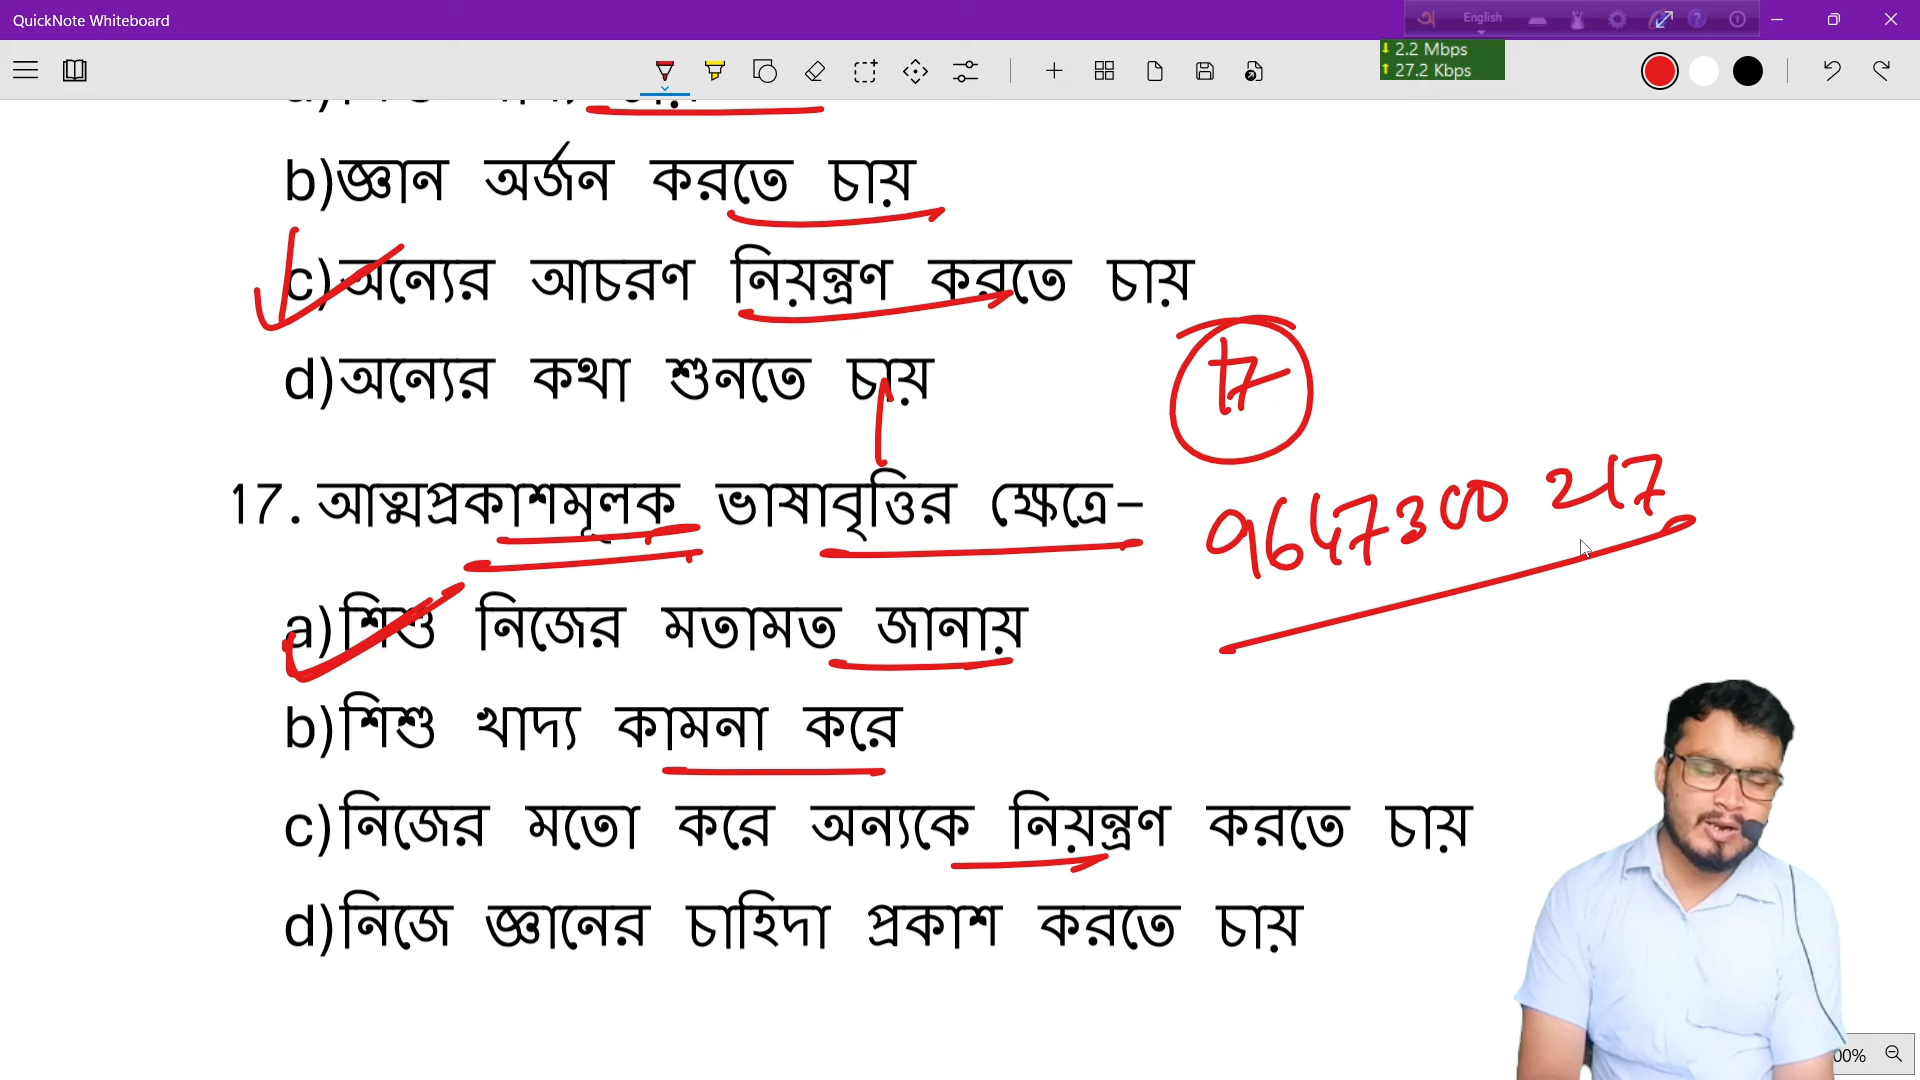 QuickNote Whiteboard
English
2.2 Mbps
27.2 Kbps
b)জ্ঞান অর্জন করতে চায়
c)অন্যের আচরণ নিয়ন্ত্রণ করতে চায়
d)অন্যের কথা শুনতে চায়
17
17. আত্মপ্রকাশমূলক ভাষাবৃত্তির ক্ষেত্রে–
9647300 217
a)শিশু নিজের মতামত জানায়
b)শিশু খাদ্য কামনা করে
c)নিজের মতো করে অন্যকে নিয়ন্ত্রণ করতে চায়
d)নিজে জ্ঞানের চাহিদা প্রকাশ করতে চায়
00%